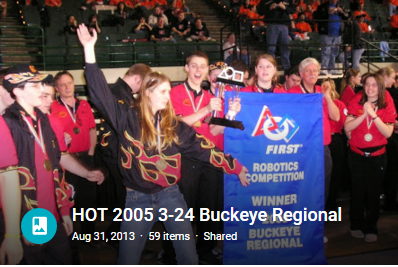 FIRST
ROBOTICS
COMPETITION
WINNER
BUCKEYE
REGIONAL
HOT 2005 3-24 Buckeye Regional
Aug 31, 2013 · 59 items · Shared